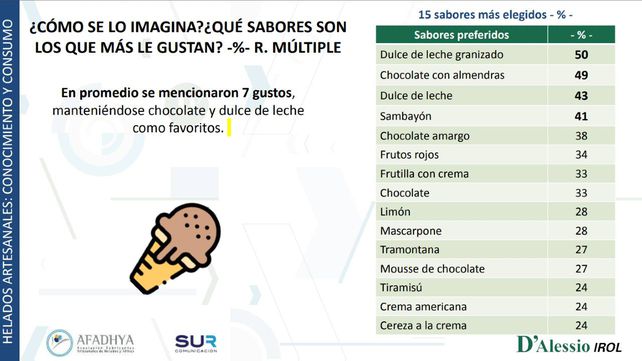 HELADOS ARTESANALES: CONOCIMIENTO Y CONSUMO
¿CÓMO SE LO IMAGINA?¿QUÉ SABORES SON
LOS QUE MÁS LE GUSTAN? -%- R. MÚLTIPLE
En promedio se mencionaron 7 gustos,
manteniéndose chocolate y dulce de leche
como favoritos.
15 sabores más elegidos - % -
Sabores preferidos - % -
Dulce de leche granizado 50
Chocolate con almendras 49
Dulce de leche 43
Sambayón 41
Chocolate amargo 38
Frutos rojos 34
Frutilla con crema 33
Chocolate 33
Limón 28
Mascarpone 28
Tramontana 27
Mousse de chocolate 27
Tiramisú 24
Crema americana 24
Cereza a la crema 24
AFADHYA
SUR
COMUNICACIÓN
D'Alessio IROL